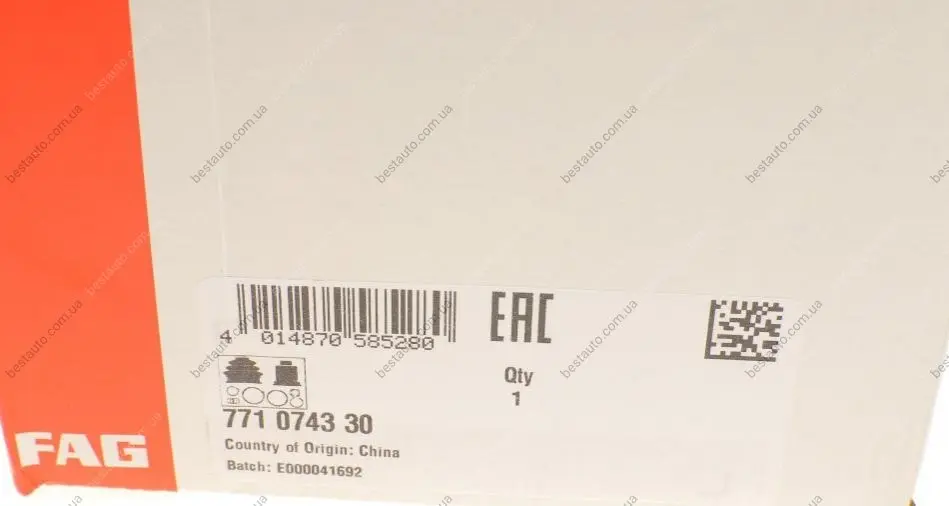 4 014870 585280
EAC
Qty
1
771 0743 30
Country of Origin: China
Batch: E000041692
FAG
bestauto.com.ua